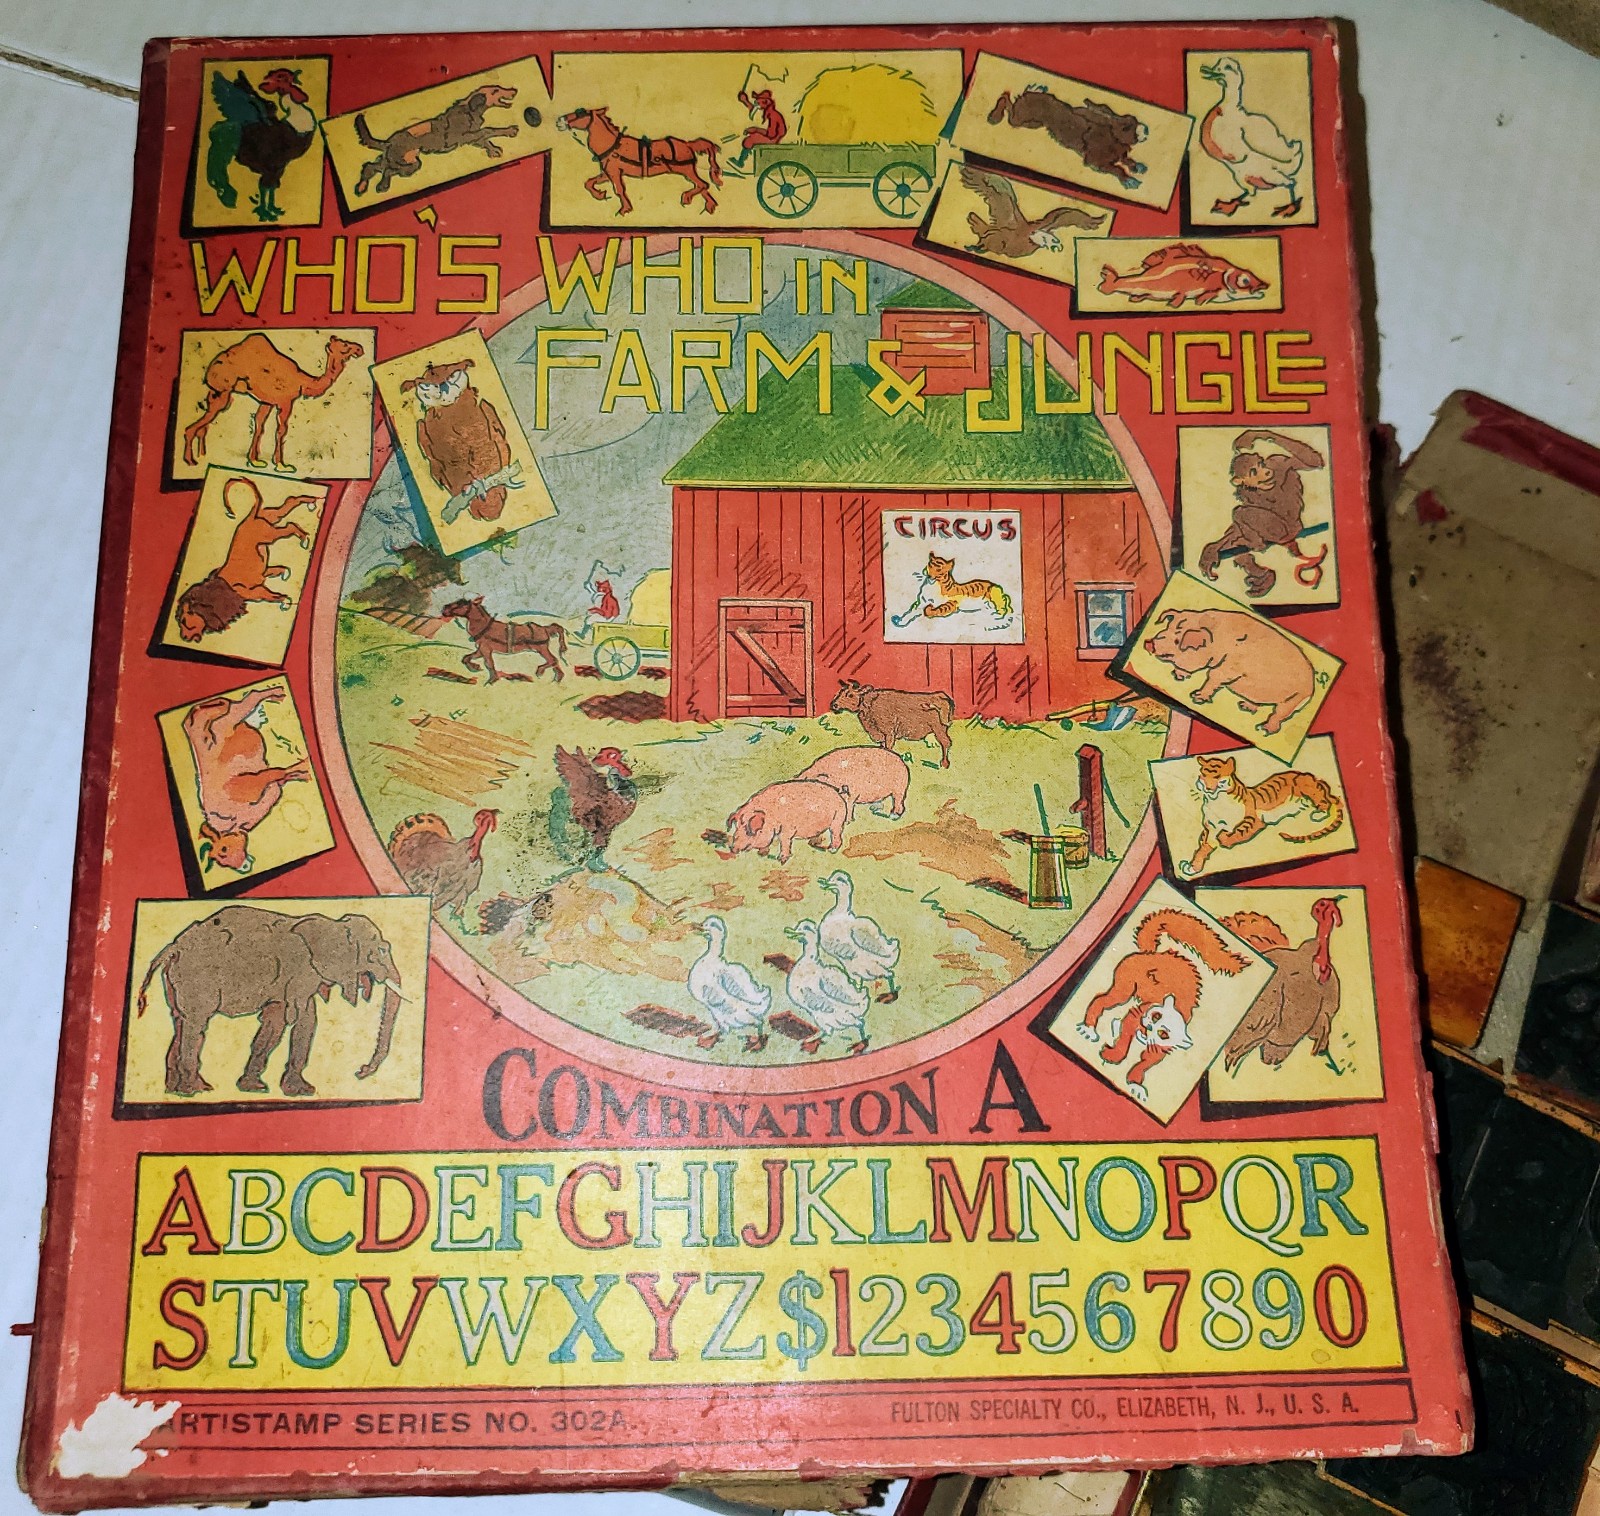 WHO'S WHO IN
FARM & JUNGLE
CIRCUS
COMBINATION A
ABCDEFGHIJKLMNOPQR
STUVWXYZ$1234567890
ARTISTAMP SERIES NO. 302A.
FULTON SPECIALTY CO., ELIZABETH, N. J., U. S. A.